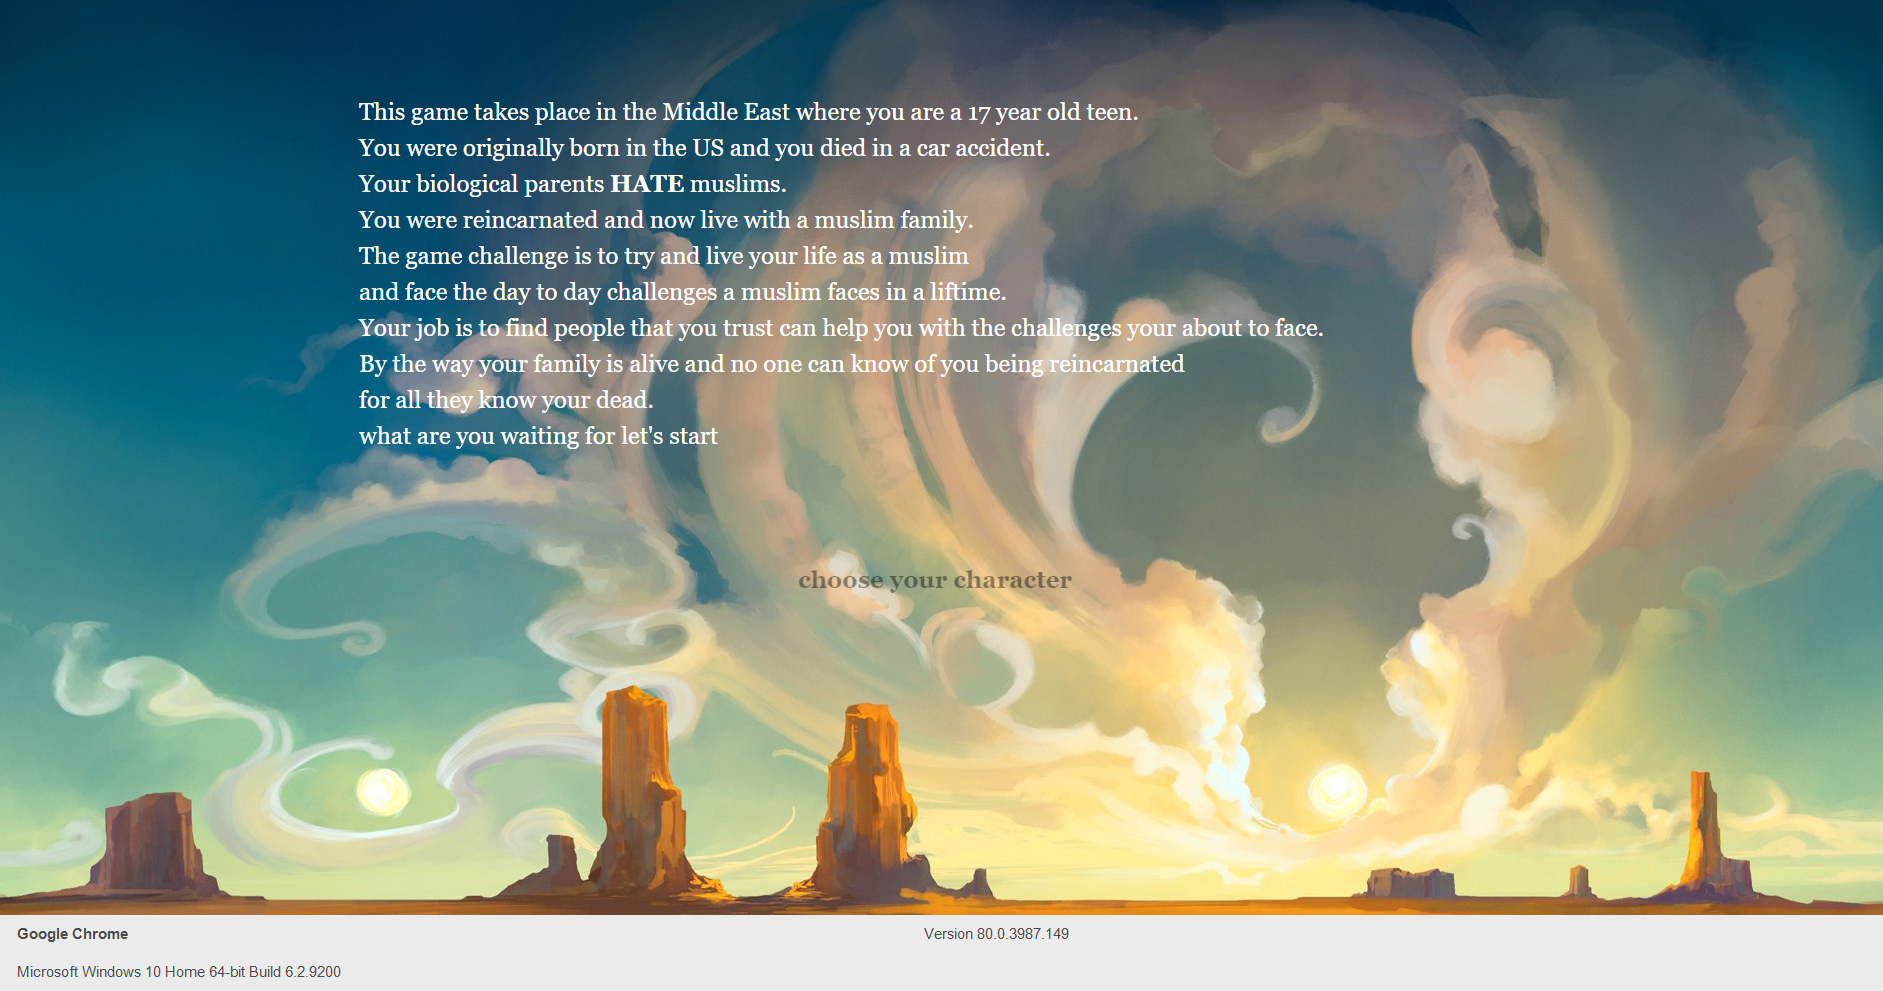 This game takes place in the Middle East where you are a 17 year old teen.
You were originally born in the US and you died in a car accident.
Your biological parents HATE muslims.
You were reincarnated and now live with a muslim family.
The game challenge is to try and live your life as a muslim
and face the day to day challenges a muslim faces in a liftime.
Your job is to find people that you trust can help you with the challenges your about to face.
By the way your family is alive and no one can know of you being reincarnated
for all they know your dead.
what are you waiting for let's start
choose your character
Google Chrome Version 80.0.3987.149
Microsoft Windows 10 Home 64-bit Build 6.2.9200